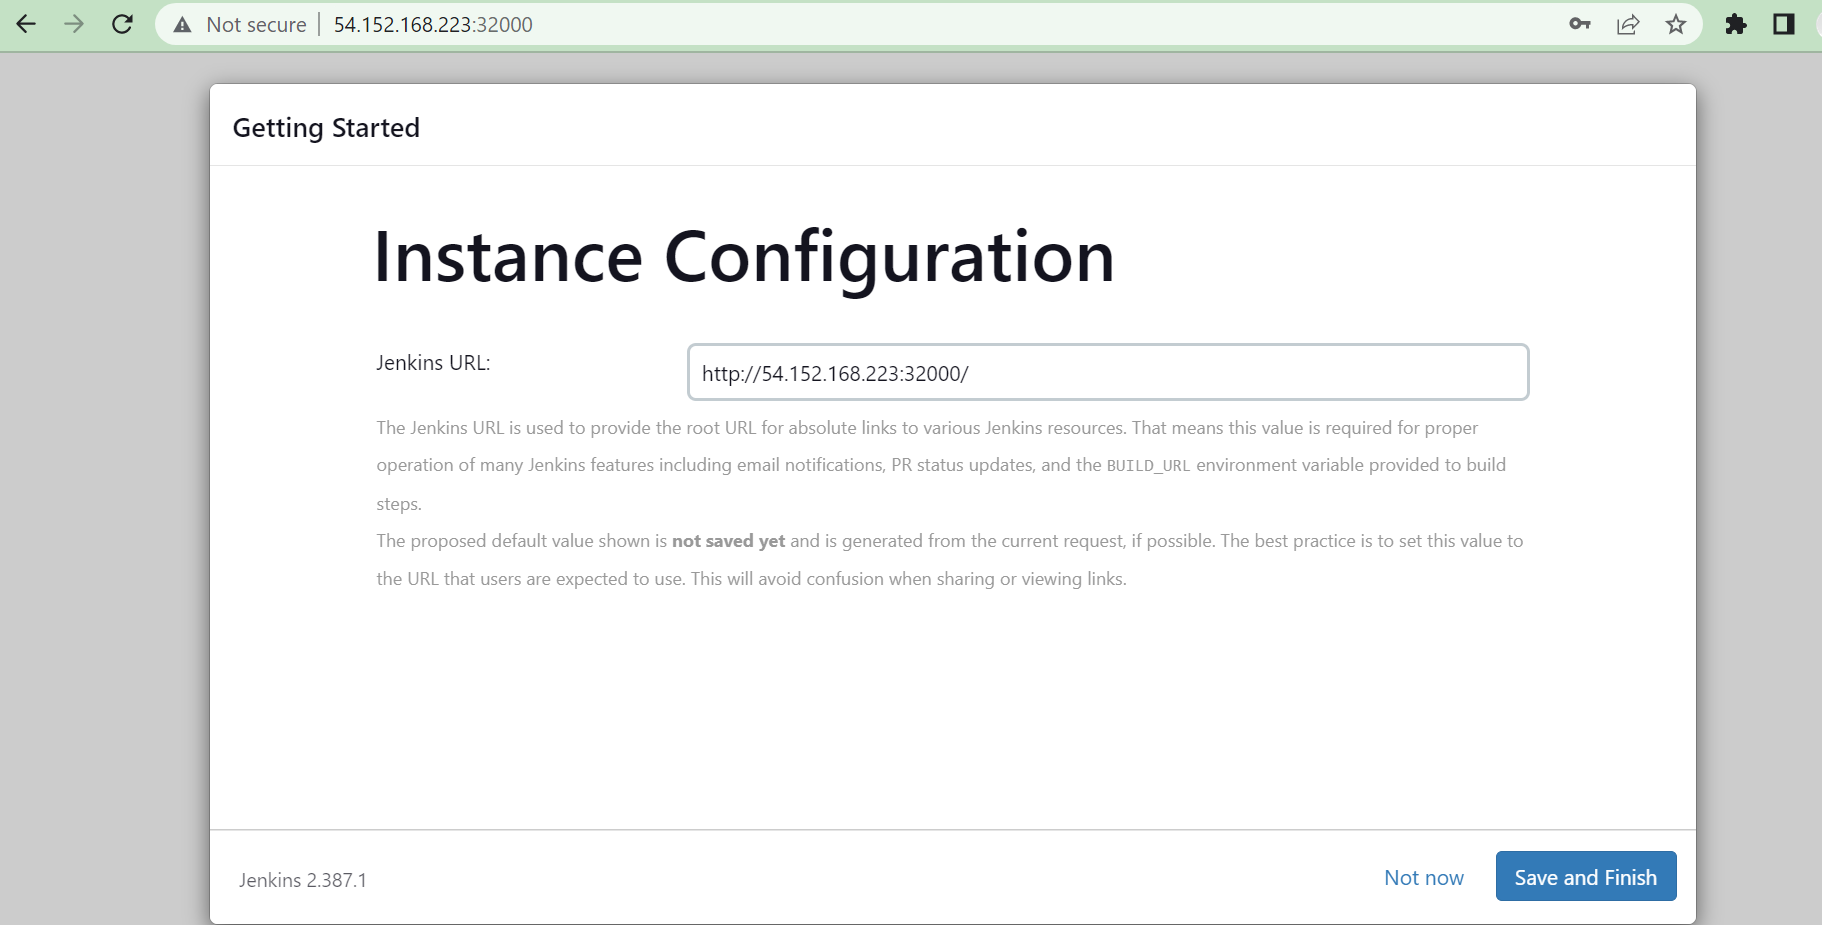 Not secure | 54.152.168.223:32000
Getting Started
Instance Configuration
Jenkins URL:
http://54.152.168.223:32000/
The Jenkins URL is used to provide the root URL for absolute links to various Jenkins resources. That means this value is required for proper
operation of many Jenkins features including email notifications, PR status updates, and the BUILD_URL environment variable provided to build
steps.
The proposed default value shown is not saved yet and is generated from the current request, if possible. The best practice is to set this value to
the URL that users are expected to use. This will avoid confusion when sharing or viewing links.
Jenkins 2.387.1
Not now
Save and Finish